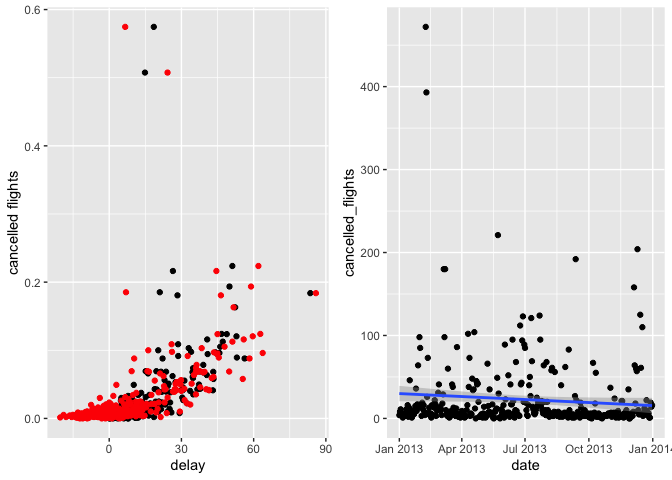 0.6
0.4
0.2
0.0
cancelled flights
0
30
60
90
delay
400
300
200
100
0
cancelled_flights
Jan 2013
Apr 2013
Jul 2013
Oct 2013
Jan 2014
date